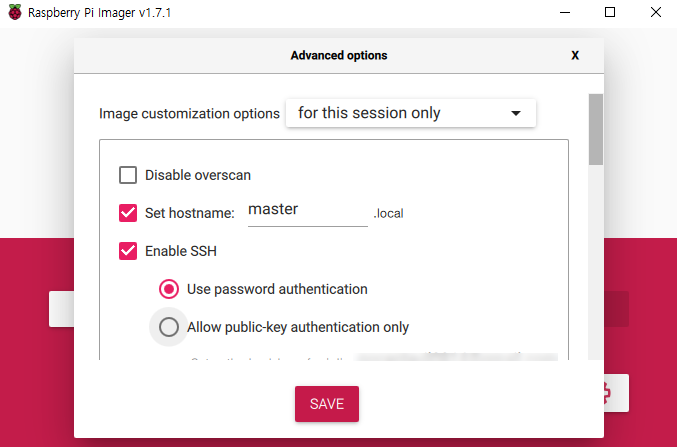 Raspberry Pi Imager v1.7.1
Advanced options X
Image customization options for this session only
Disable overscan
Set hostname: master .local
Enable SSH
Use password authentication
Allow public-key authentication only
SAVE